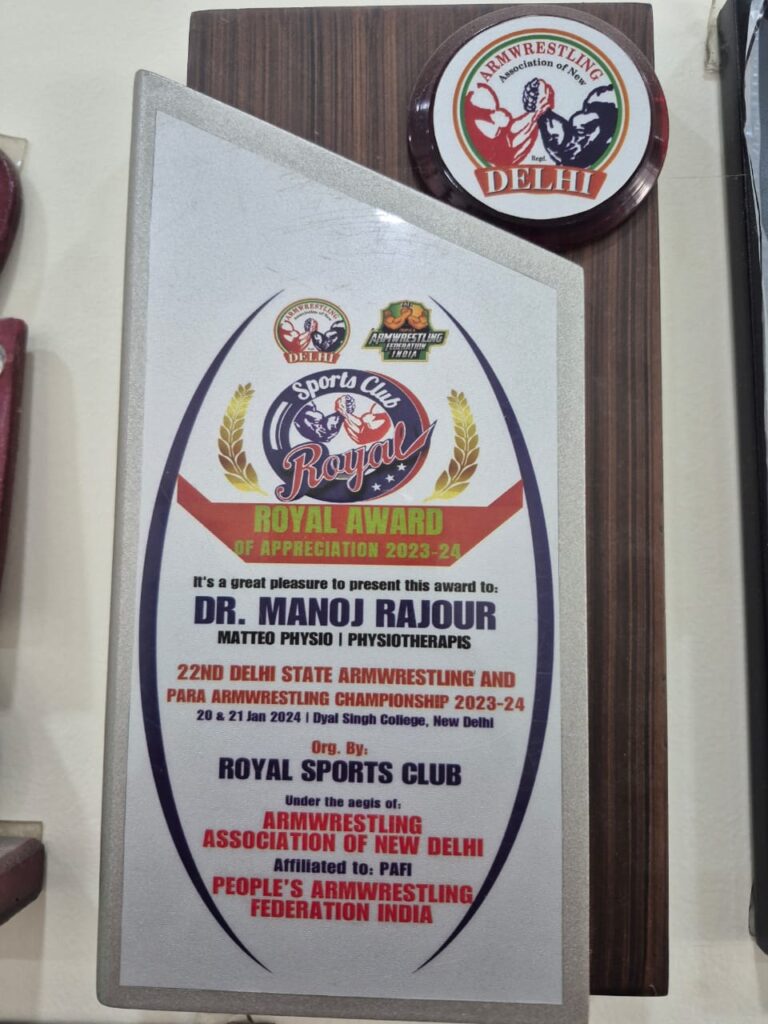 ARMWRESTLING
Association of New
Regd.
DELHI
ARMWRESTLING
Association of New
DELHI
ARMWRESTLING
FEDERATION
INDIA
Sports Club
Royal
ROYAL AWARD
OF APPRECIATION 2023-24
It's a great pleasure to present this award to:
DR. MANOJ RAJOUR
MATTEO PHYSIO | PHYSIOTHERAPIS
22ND DELHI STATE ARMWRESTLING AND
PARA ARMWRESTLING CHAMPIONSHIP 2023-24
20 & 21 Jan 2024 | Dyal Singh College, New Delhi
Org. By:
ROYAL SPORTS CLUB
Under the aegis of:
ARMWRESTLING
ASSOCIATION OF NEW DELHI
Affiliated to: PAFI
PEOPLE'S ARMWRESTLING
FEDERATION INDIA